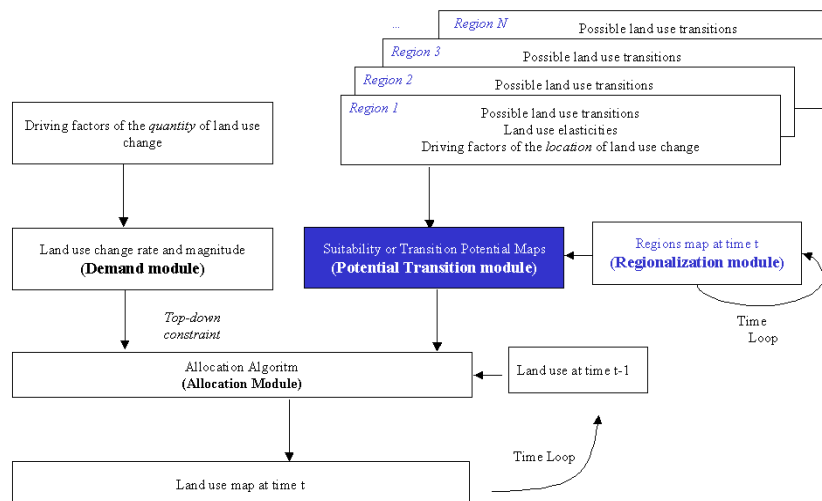 ... Region N Possible land use transitions
Region 3 Possible land use transitions
Region 2 Possible land use transitions
Region 1 Possible land use transitions
Land use elasticities
Driving factors of the location of land use change
Driving factors of the quantity of land use
change
Land use change rate and magnitude
(Demand module)
Suitability or Transition Potential Maps
(Potential Transition module)
Regions map at time t
(Regionalization module)
Time
Loop
Top-down
constraint
Allocation Algoritm
(Allocation Module)
Land use at time t-1
Time Loop
Land use map at time t